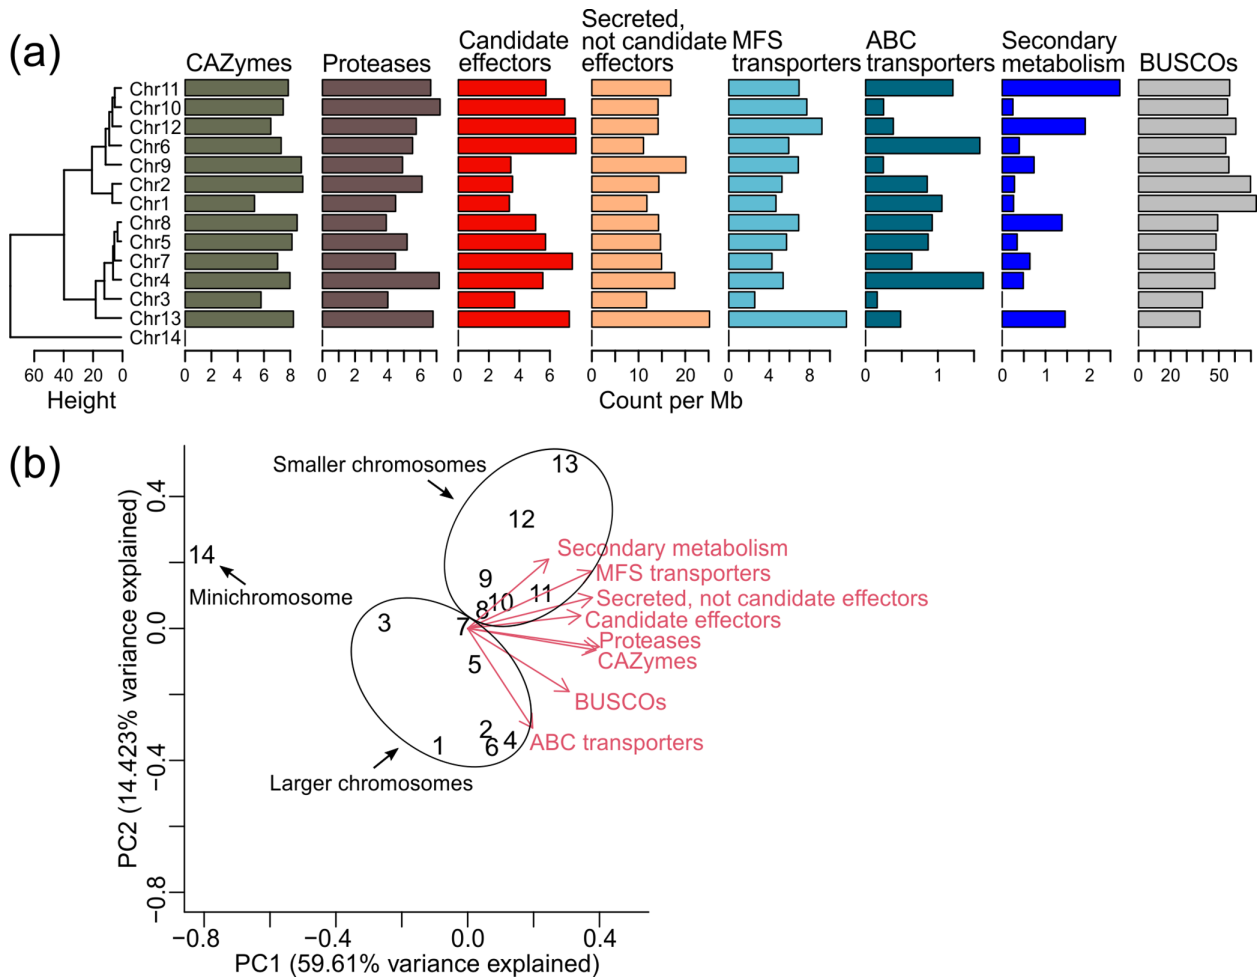 (a)
CAZymes
Proteases
Candidate
effectors
Secreted,
not candidate
effectors
MFS
transporters
ABC
transporters
Secondary
metabolism
BUSCOs
Chr11
Chr10
Chr12
Chr6
Chr9
Chr2
Chr1
Chr8
Chr5
Chr7
Chr4
Chr3
Chr13
Chr14
60 40 20 0
0 2 4 6 8
0 2 4 6
0 2 4 6
0 10 20
0 4 8
0 1
0 1 2
0 20 50
Height
Count per Mb
(b)
Smaller chromosomes
13
12
14
Minichromosome
Secondary metabolism
9
MFS transporters
11
10
8
Secreted, not candidate effectors
3
7
Candidate effectors
Proteases
5
CAZymes
BUSCOs
2
4
1
6
ABC transporters
Larger chromosomes
0.4
0.0
−0.4
−0.8
PC2 (14.423% variance explained)
−0.8 −0.4 0.0 0.4
PC1 (59.61% variance explained)